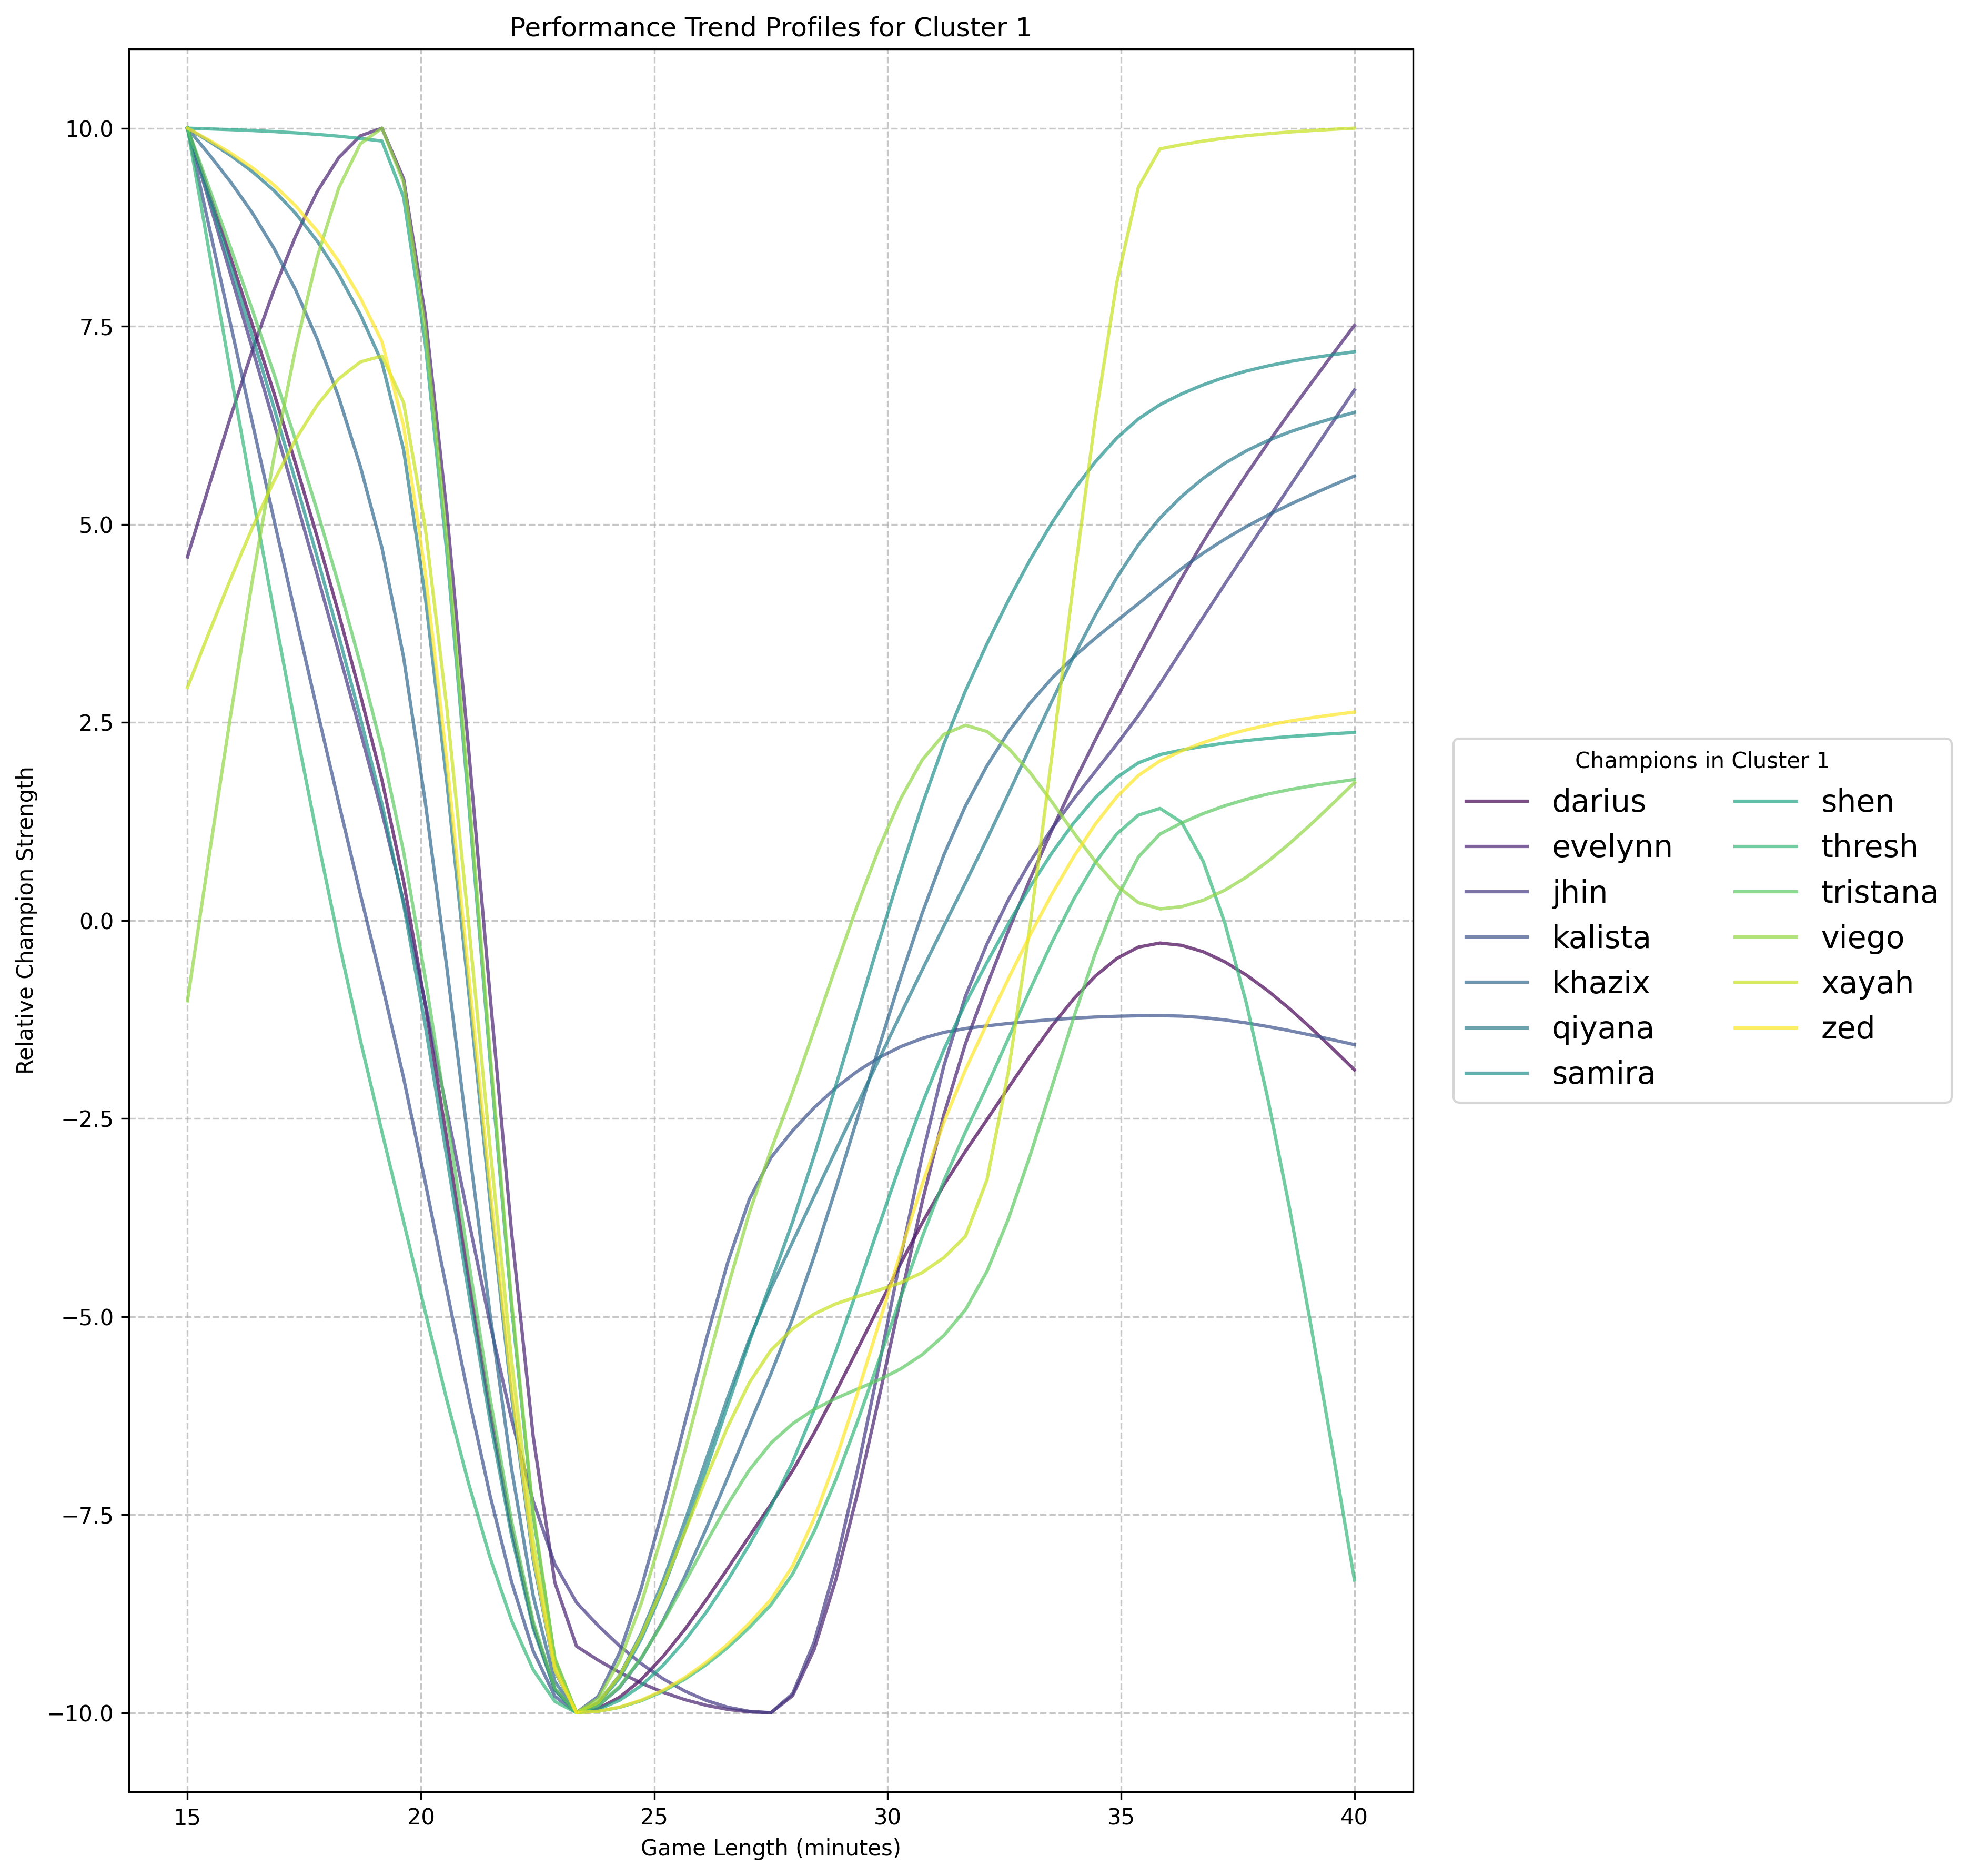 Performance Trend Profiles for Cluster 1
Relative Champion Strength
10.0
7.5
5.0
2.5
0.0
−2.5
−5.0
−7.5
−10.0
15 20 25 30 35 40
Game Length (minutes)
Champions in Cluster 1
darius shen
evelynn thresh
jhin tristana
kalista viego
khazix xayah
qiyana zed
samira